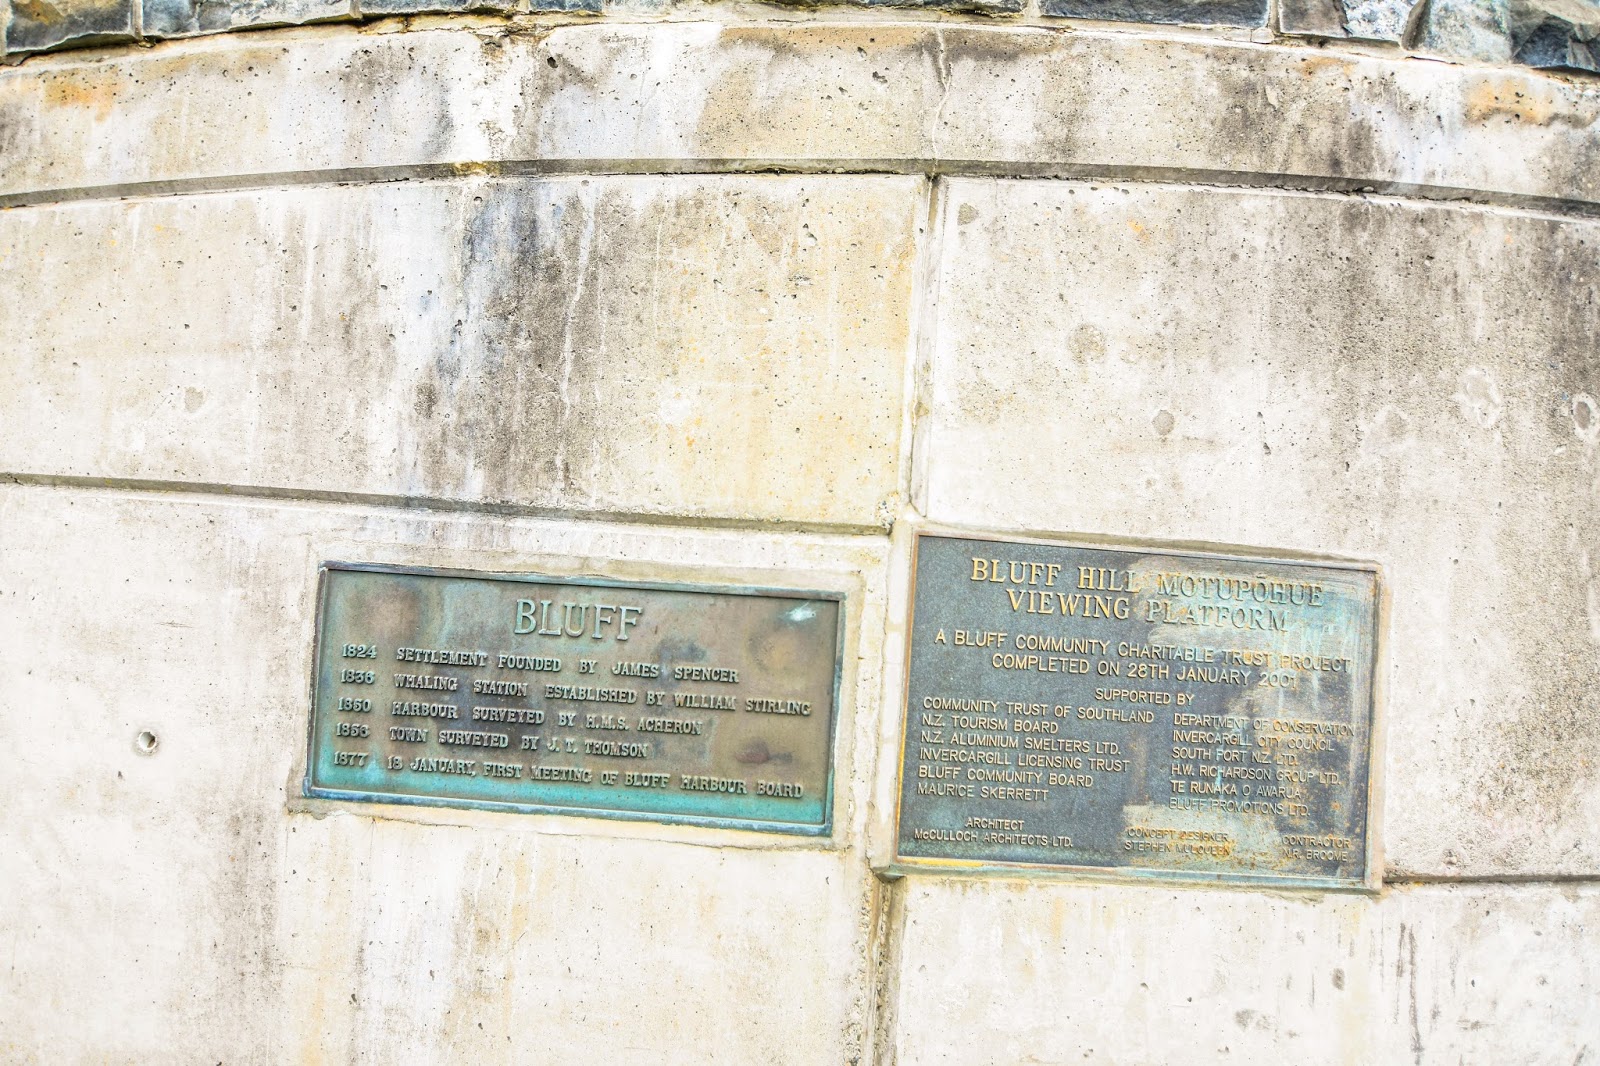 BLUFF
1824 SETTLEMENT FOUNDED BY JAMES SPENCER
1836 WHALING STATION ESTABLISHED BY WILLIAM STIRLING
1850 HARBOUR SURVEYED BY H.M.S. ACHERON
1856 TOWN SURVEYED BY J. T. THOMSON
1877 18 JANUARY, FIRST MEETING OF BLUFF HARBOUR BOARD
BLUFF HILL MOTUPŌHUE
VIEWING PLATFORM
A BLUFF COMMUNITY CHARITABLE TRUST PROJECT
COMPLETED ON 28TH JANUARY 2001
SUPPORTED BY
COMMUNITY TRUST OF SOUTHLAND
N.Z. TOURISM BOARD
N.Z. ALUMINIUM SMELTERS LTD.
INVERCARGILL LICENSING TRUST
BLUFF COMMUNITY BOARD
MAURICE SKERRETT
DEPARTMENT OF CONSERVATION
INVERCARGILL CITY COUNCIL
SOUTH PORT N.Z. LTD.
H.W. RICHARDSON GROUP LTD.
TE RUNAKA O AWARUA
BLUFF PROMOTIONS LTD.
ARCHITECT
McCULLOCH ARCHITECTS LTD.
CONCEPT DESIGNER
STEPHEN MULQUEEN
CONTRACTOR
N.R. BROOME